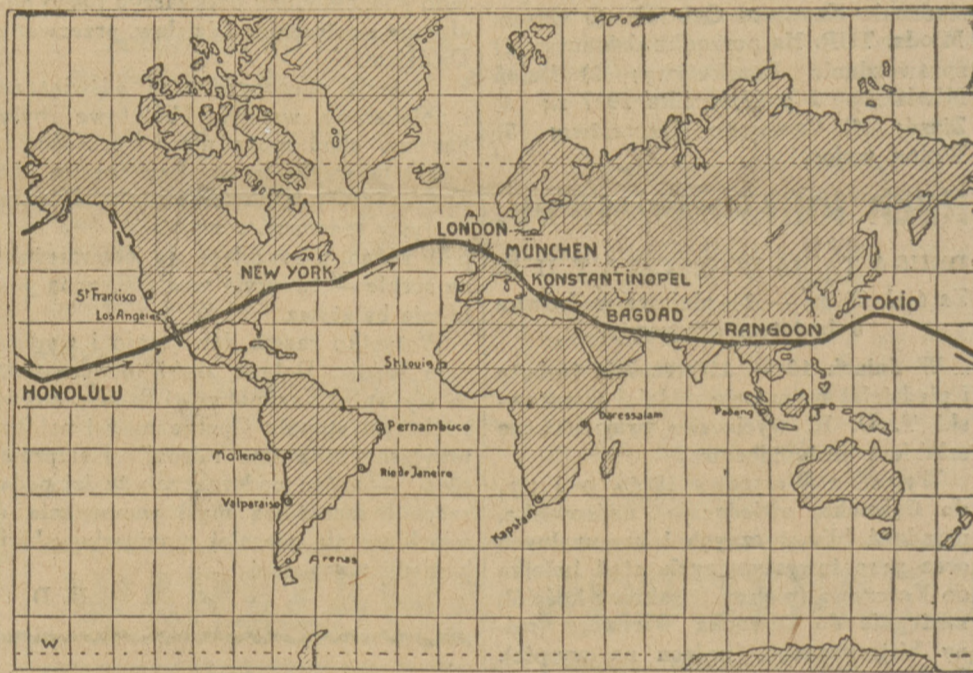 LONDON
MÜNCHEN
NEW YORK
KONSTANTINOPEL
St Francisco
Los Angeles
BAGDAD
TOKIO
RANGOON
St Louis
HONOLULU
Pernambuco
Daressalam
Padang
Mollendo
Rio de Janeiro
Valparaiso
Kapstadt
Arenas
W